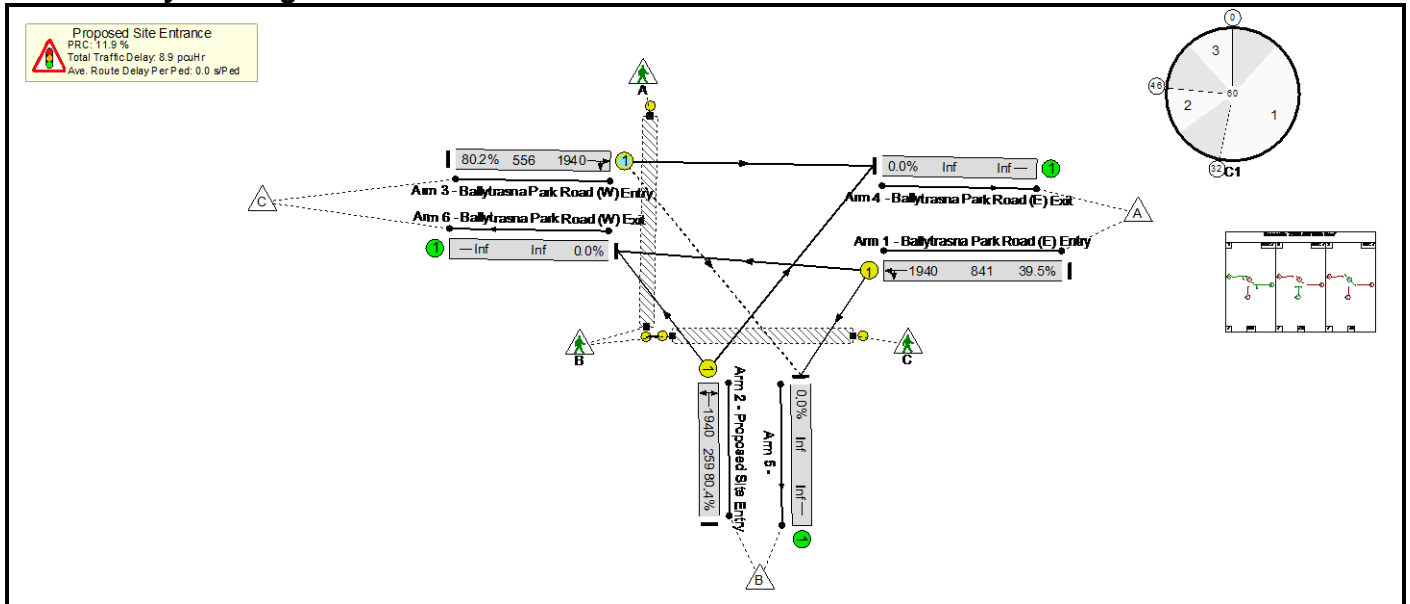 Proposed Site Entrance
PRC: 11.9 %
Total Traffic Delay: 8.9 pcuHr
Ave. Route Delay Per Ped: 0.0 s/Ped
A
0
3
46
60
2
1
32
C1
80.2% 556 1940
1
Arm 3 - Ballytrasna Park Road (W) Entry
0.0% Inf Inf
1
Arm 4 - Ballytrasna Park Road (E) Exit
C
A
Arm 6 - Ballytrasna Park Road (W) Exit
1
Inf Inf 0.0%
Arm 1 - Ballytrasna Park Road (E) Entry
1
1940 841 39.5%
B
C
1
1940 259 80.4%
Arm 2 - Proposed Site Entry
Arm 5 -
0.0% Inf Inf
1
B